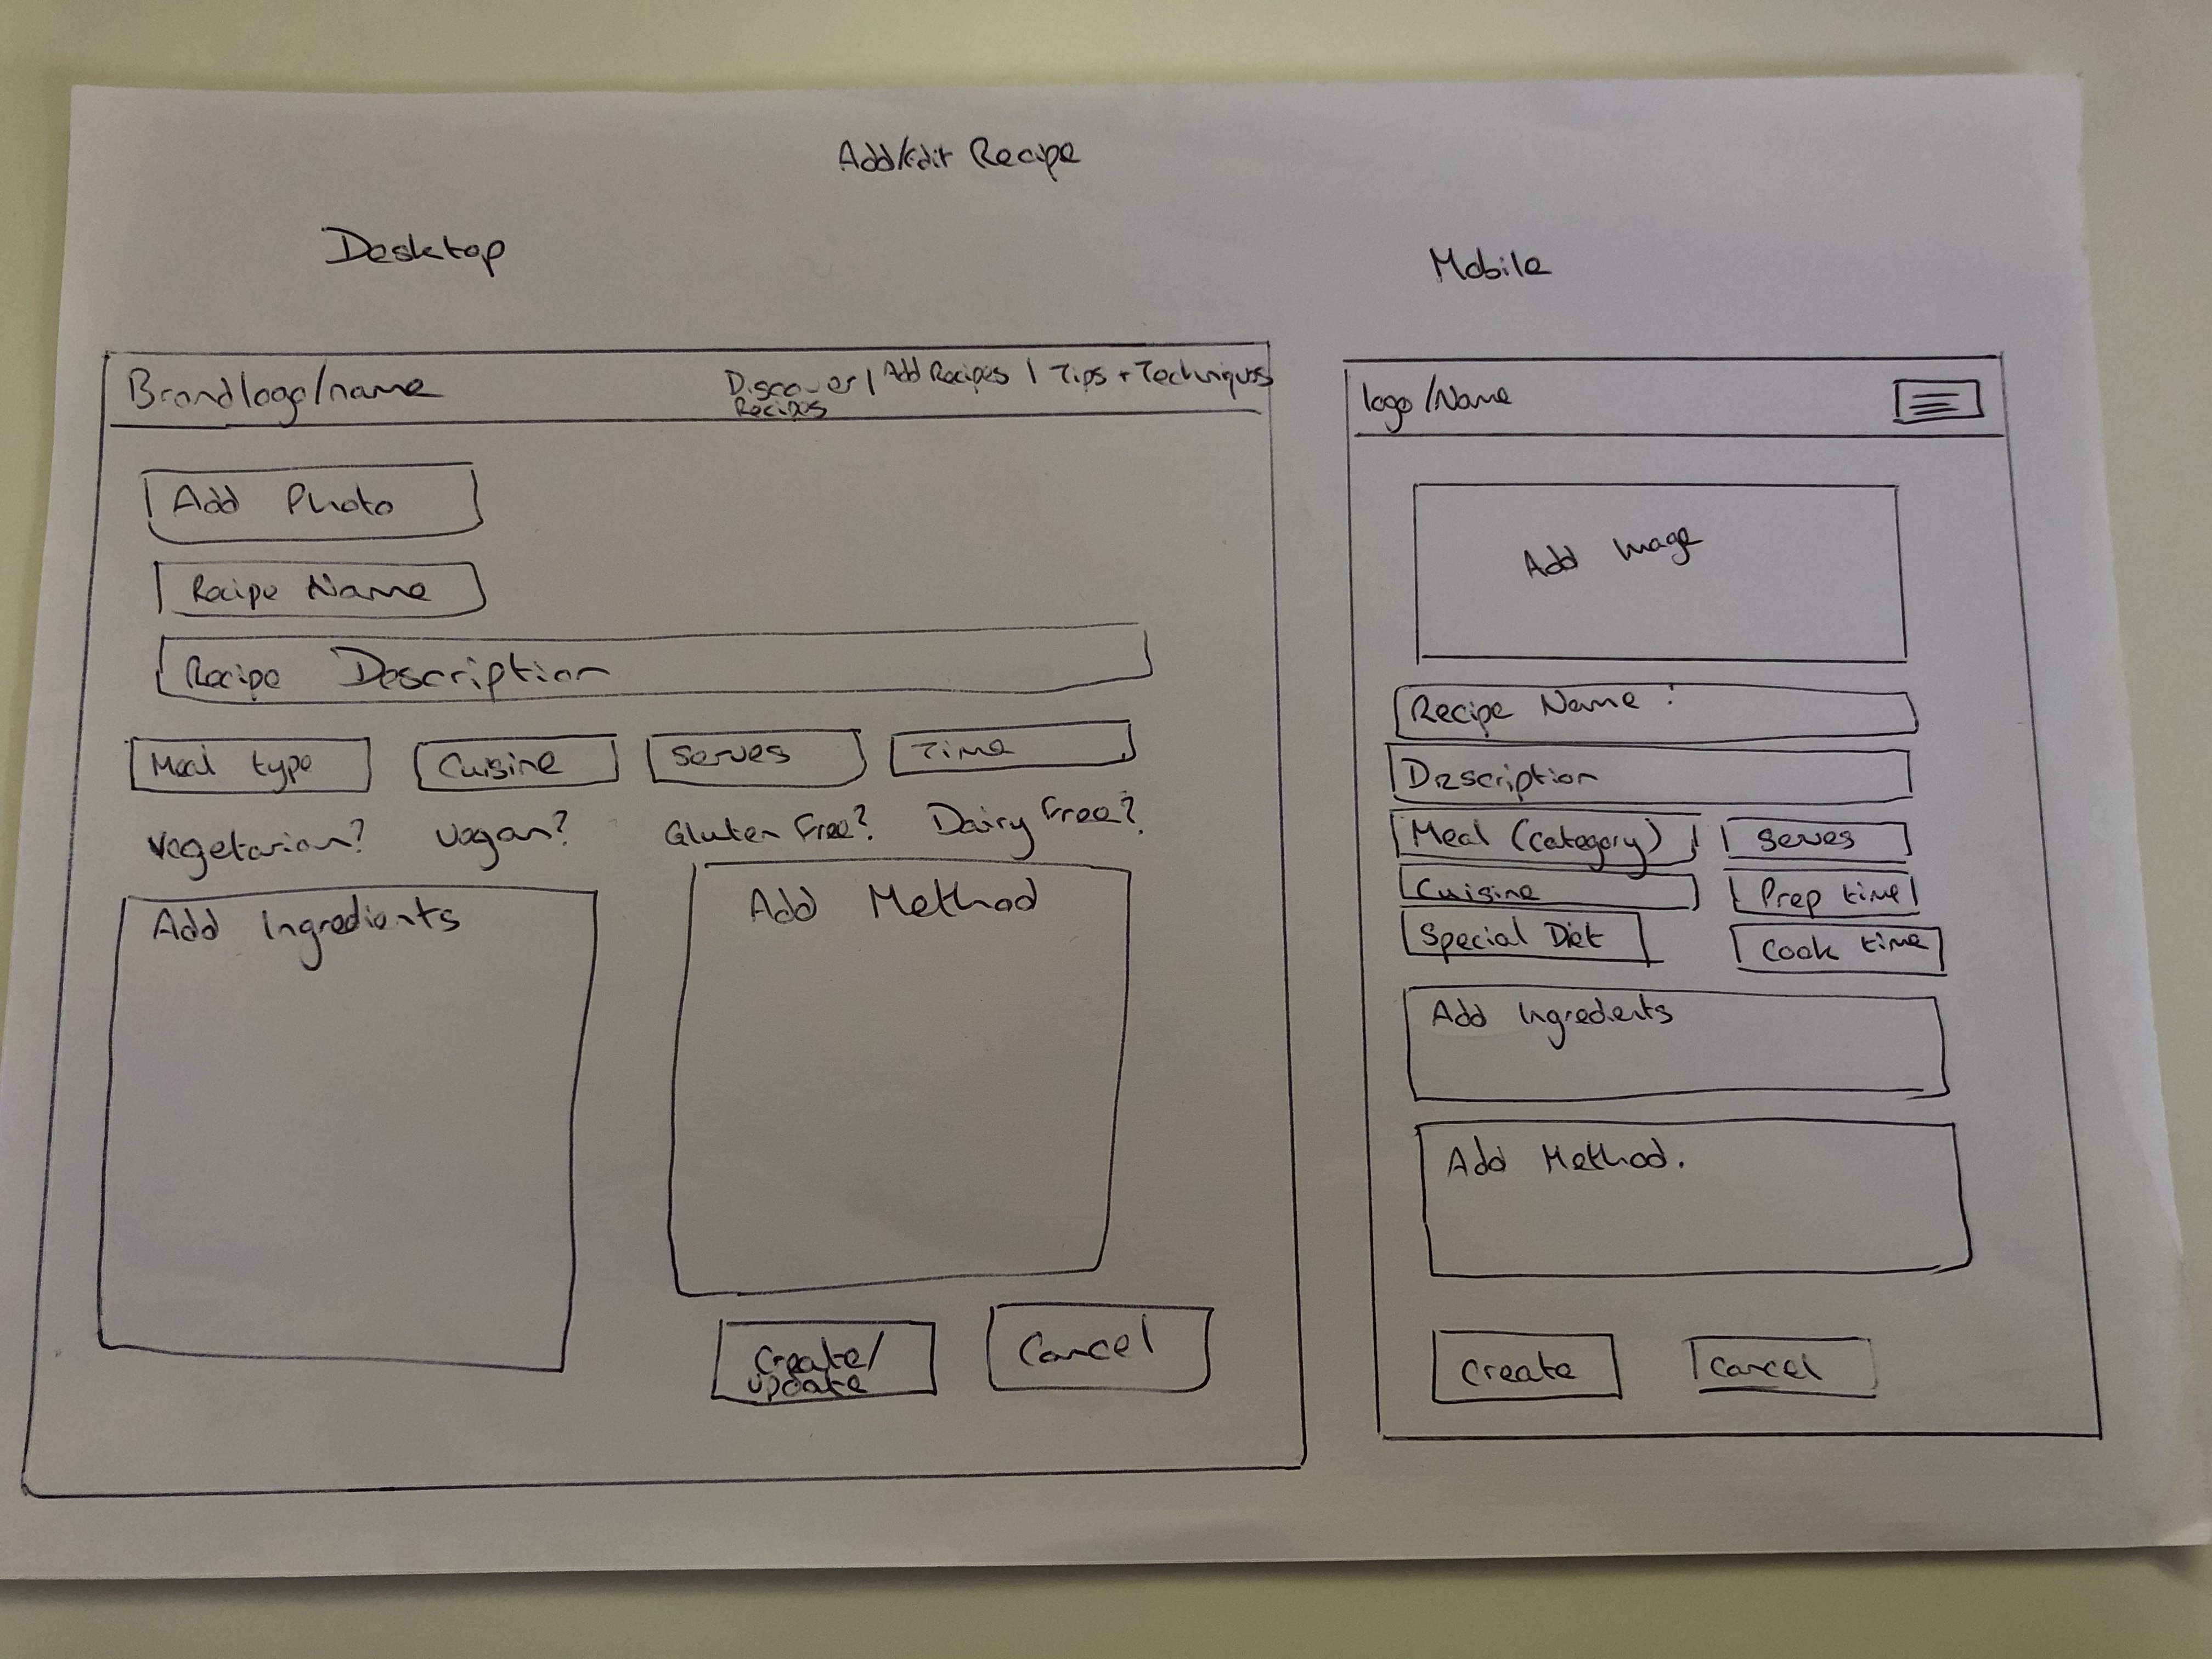 Add/Edit Recipe
Desktop
Brandlogo/name
Discover | Add Recipes | Tips + Techniques
Recipes
Add Photo
Recipe Name
Recipe Description
Meal type Cuisine Serves Time
Vegetarian? Vegan? Gluten Free? Dairy Free?
Add Ingredients
Add Method
Create/
update
Cancel
Mobile
logo/Name
Add Image
Recipe Name :
Description
Meal (Category) Serves
Cuisine Prep time
Special Diet Cook time
Add Ingredients
Add Method.
Create Cancel